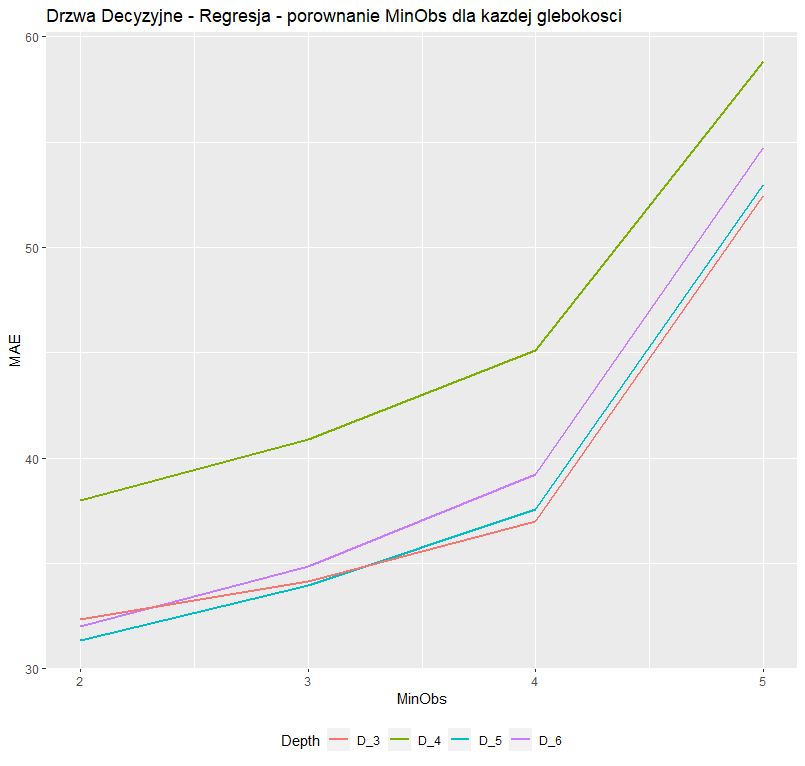 Drzwa Decyzyjne - Regresja - porownanie MinObs dla kazdej glebokosci
60
50
40
30
MAE
2 3 4 5
MinObs
Depth D_3 D_4 D_5 D_6